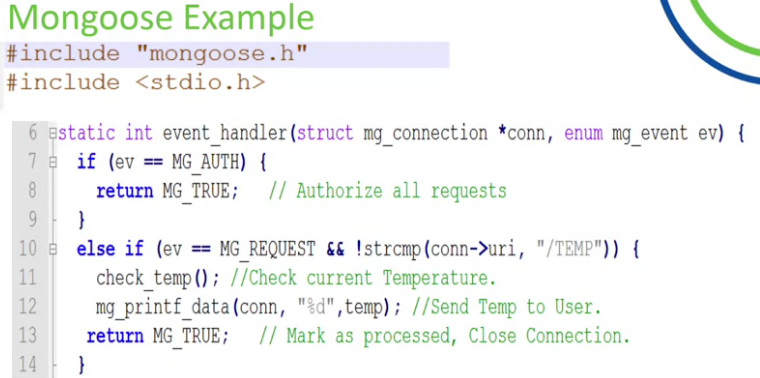 Mongoose Example
#include "mongoose.h"
#include <stdio.h>
6 static int event_handler(struct mg_connection *conn, enum mg_event ev) {
7 if (ev == MG_AUTH) {
8 return MG_TRUE; // Authorize all requests
9 }
10 else if (ev == MG_REQUEST && !strcmp(conn->uri, "/TEMP")) {
11 check_temp(); //Check current Temperature.
12 mg_printf_data(conn, "%d",temp); //Send Temp to User.
13 return MG_TRUE; // Mark as processed, Close Connection.
14 }